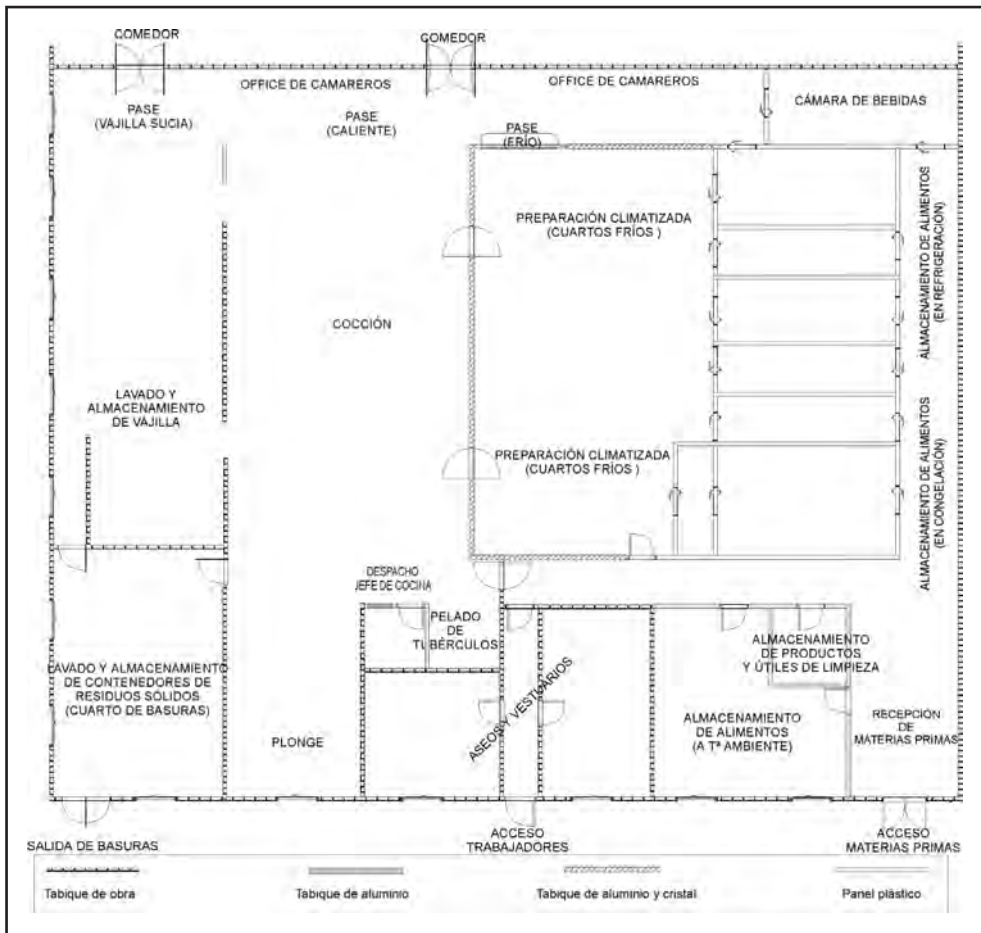 COMEDOR
COMEDOR
OFFICE DE CAMAREROS
OFFICE DE CAMAREROS
CÁMARA DE BEBIDAS
PASE
(VAJILLA SUCIA)
PASE
(CALIENTE)
PASE
(FRÍO)
PREPARACIÓN CLIMATIZADA
(CUARTOS FRÍOS )
ALMACENAMIENTO DE ALIMENTOS
(EN REFRIGERACIÓN)
COCCIÓN
LAVADO Y
ALMACENAMIENTO
DE VAJILLA
PREPARACIÓN CLIMATIZADA
(CUARTOS FRÍOS )
ALMACENAMIENTO DE ALIMENTOS
(EN CONGELACIÓN)
DESPACHO
JEFE DE COCINA
PELADO
DE
TUBÉRCULOS
ALMACENAMIENTO
DE PRODUCTOS
Y ÚTILES DE LIMPIEZA
LAVADO Y ALMACENAMIENTO
DE CONTENEDORES DE
RESIDUOS SÓLIDOS
(CUARTO DE BASURAS)
PLONGE
ASEOS Y VESTUARIOS
ALMACENAMIENTO
DE ALIMENTOS
(A Tª AMBIENTE)
RECEPCIÓN
DE
MATERIAS PRIMAS
SALIDA DE BASURAS
ACCESO
TRABAJADORES
ACCESO
MATERIAS PRIMAS
Tabique de obra
Tabique de aluminio
Tabique de aluminio y cristal
Panel plástico